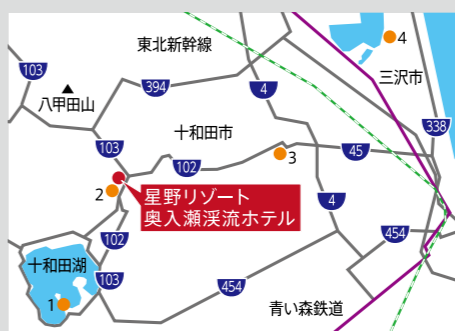 東北新幹線
4
三沢市
103
394
4
八甲田山
338
103
十和田市
3
45
102
2
星野リゾート
奥入瀬渓流ホテル
4
102
454
十和田湖
103
454
1
青い森鉄道